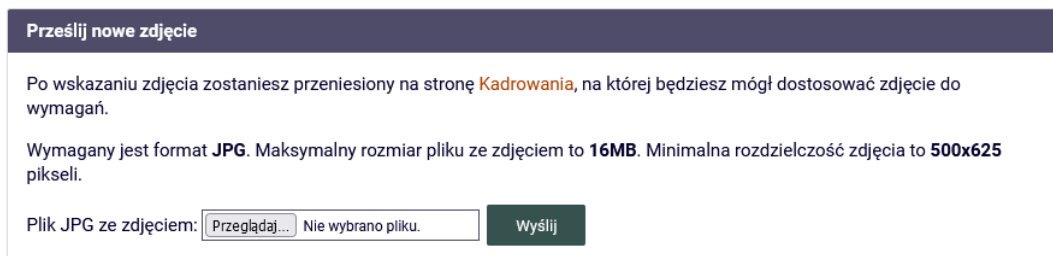 Prześlij nowe zdjęcie
Po wskazaniu zdjęcia zostaniesz przeniesiony na stronę Kadrowania, na której będziesz mógł dostosować zdjęcie do
wymagań.
Wymagany jest format JPG. Maksymalny rozmiar pliku ze zdjęciem to 16MB. Minimalna rozdzielczość zdjęcia to 500x625
pikseli.
Plik JPG ze zdjęciem: Przeglądaj... Nie wybrano pliku. Wyślij